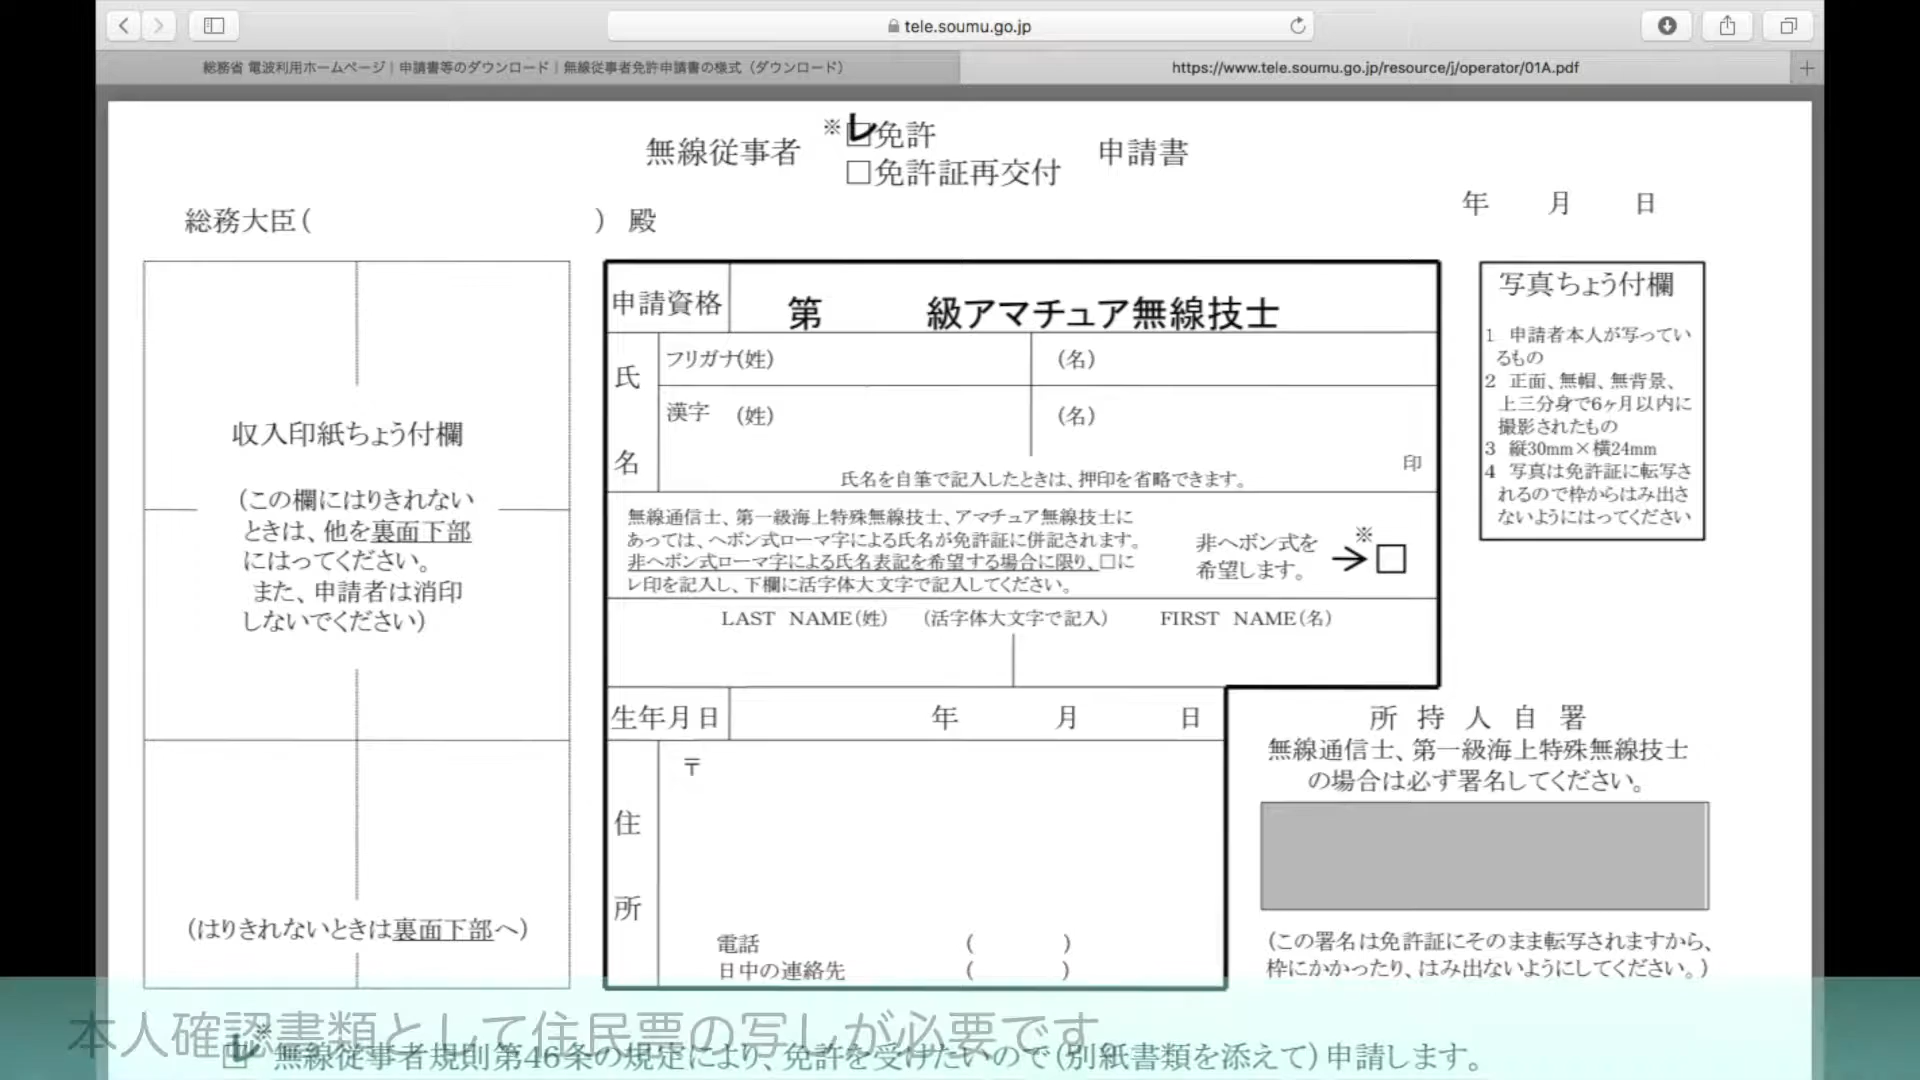 tele.soumu.go.jp
総務省 電波利用ホームページ｜申請書等のダウンロード｜無線従事者免許申請書の様式（ダウンロード）
https://www.tele.soumu.go.jp/resource/j/operator/01A.pdf
無線従事者
※
免許
□免許証再交付
申請書
年 月 日
総務大臣( ) 殿
収入印紙ちょう付欄
(この欄にはりきれない
ときは、他を裏面下部
にはってください。
また、申請者は消印
しないでください)
(はりきれないときは裏面下部へ)
申請資格
第 級アマチュア無線技士
氏
名
フリガナ(姓)
(名)
漢字 (姓)
(名)
氏名を自筆で記入したときは、押印を省略できます。
印
無線通信士、第一級海上特殊無線技士、アマチュア無線技士に
あっては、ヘボン式ローマ字による氏名が免許証に併記されます。
非ヘボン式ローマ字による氏名表記を希望する場合に限り、□に
レ印を記入し、下欄に活字体大文字で記入してください。
非ヘボン式を
希望します。
※
→□
LAST NAME(姓) (活字体大文字で記入) FIRST NAME(名)
生年月日
年 月 日
住
所
〒
電話 ( )
日中の連絡先 ( )
写真ちょう付欄
1 申請者本人が写ってい
るもの
2 正面、無帽、無背景、
上三分身で6ヶ月以内に
撮影されたもの
3 縦30mm×横24mm
4 写真は免許証に転写さ
れるので枠からはみ出さ
ないようにはってください
所持人自署
無線通信士、第一級海上特殊無線技士
の場合は必ず署名してください。
(この署名は免許証にそのまま転写されますから、
枠にかかったり、はみ出ないようにしてください。)
本人確認書類として住民票の写しが必要です。
※
無線従事者規則第46条の規定により、免許を受けたいので(別紙書類を添えて)申請します。